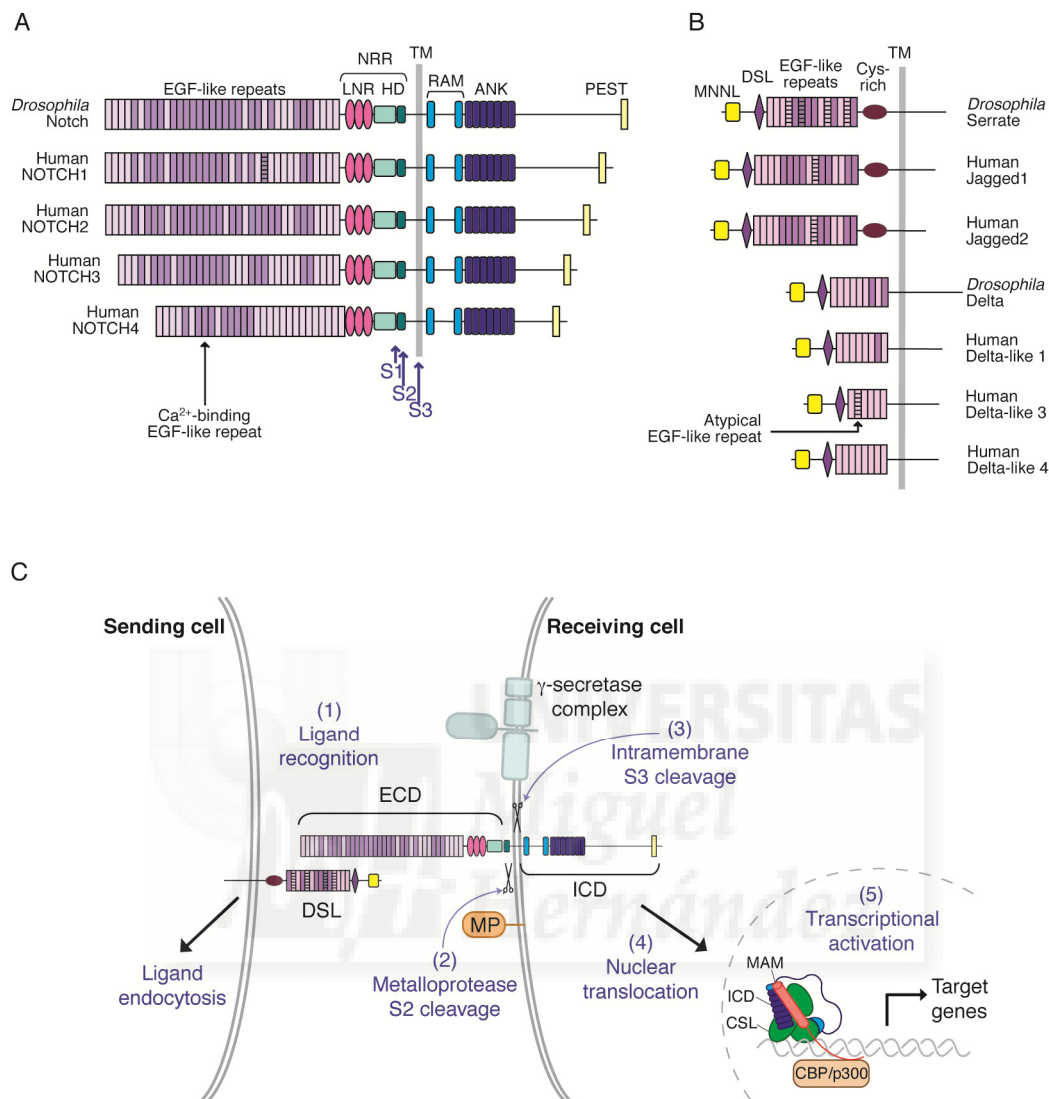 A
TM
NRR
EGF-like repeats
LNR
HD
RAM
ANK
PEST
Drosophila
Notch
Human
NOTCH1
Human
NOTCH2
Human
NOTCH3
Human
NOTCH4
S1
S2
S3
Ca²⁺-binding
EGF-like repeat
B
TM
EGF-like
repeats
DSL
Cys-
rich
MNNL
Drosophila
Serrate
Human
Jagged1
Human
Jagged2
Drosophila
Delta
Human
Delta-like 1
Human
Delta-like 3
Atypical
EGF-like repeat
Human
Delta-like 4
C
Sending cell
Receiving cell
γ-secretase
complex
(1)
Ligand
recognition
(3)
Intramembrane
S3 cleavage
ECD
DSL
ICD
MP
Ligand
endocytosis
(2)
Metalloprotease
S2 cleavage
(4)
Nuclear
translocation
(5)
Transcriptional
activation
MAM
ICD
CSL
Target
genes
CBP/p300
UNIVERSITAS
Miguel
Hernández